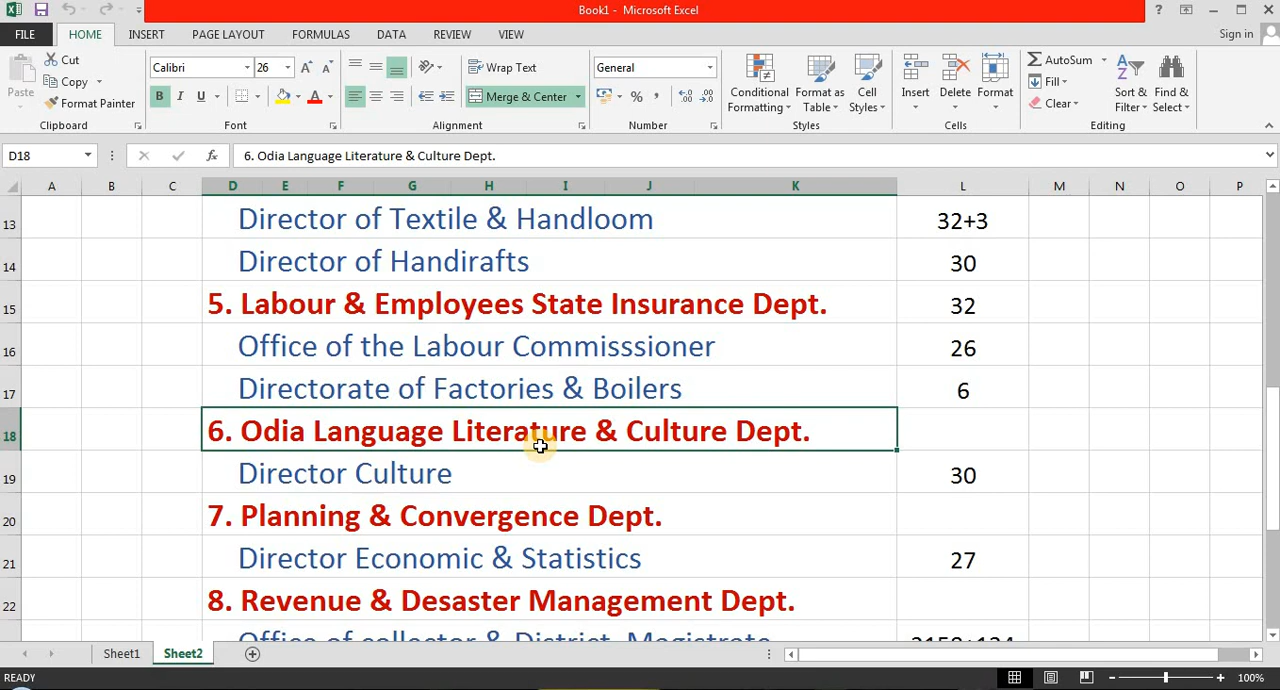 Book1 - Microsoft Excel
?
FILE HOME INSERT PAGE LAYOUT FORMULAS DATA REVIEW VIEW Sign in
Paste
Cut
Copy
Format Painter
Clipboard
Calibri 26
B I U
Font
Wrap Text
Merge & Center
Alignment
General
%
Number
Conditional Formatting
Format as Table
Cell Styles
Styles
Insert Delete Format
Cells
AutoSum
Fill
Clear
Sort & Filter
Find & Select
Editing
D18 fx 6. Odia Language Literature & Culture Dept.
A B C D E F G H I J K L M N O P
13 Director of Textile & Handloom 32+3
14 Director of Handirafts 30
15 5. Labour & Employees State Insurance Dept. 32
16 Office of the Labour Commisssioner 26
17 Directorate of Factories & Boilers 6
18 6. Odia Language Literature & Culture Dept.
19 Director Culture 30
20 7. Planning & Convergence Dept.
21 Director Economic & Statistics 27
22 8. Revenue & Desaster Management Dept.
Office of collector & District
Sheet1 Sheet2
READY 100%